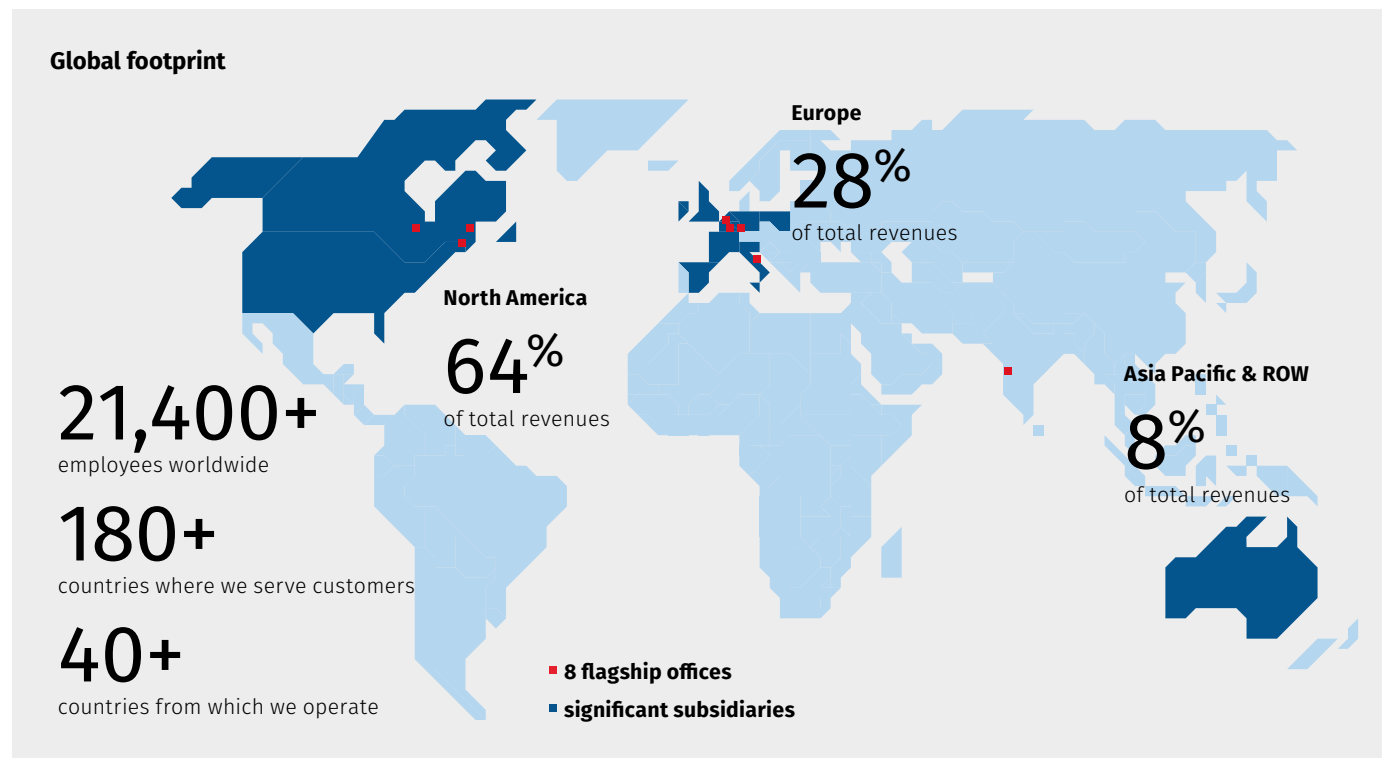 Global footprint
Europe
28%
of total revenues
North America
64%
of total revenues
Asia Pacific & ROW
8%
of total revenues
21,400+
employees worldwide
180+
countries where we serve customers
40+
countries from which we operate
8 flagship offices
significant subsidiaries